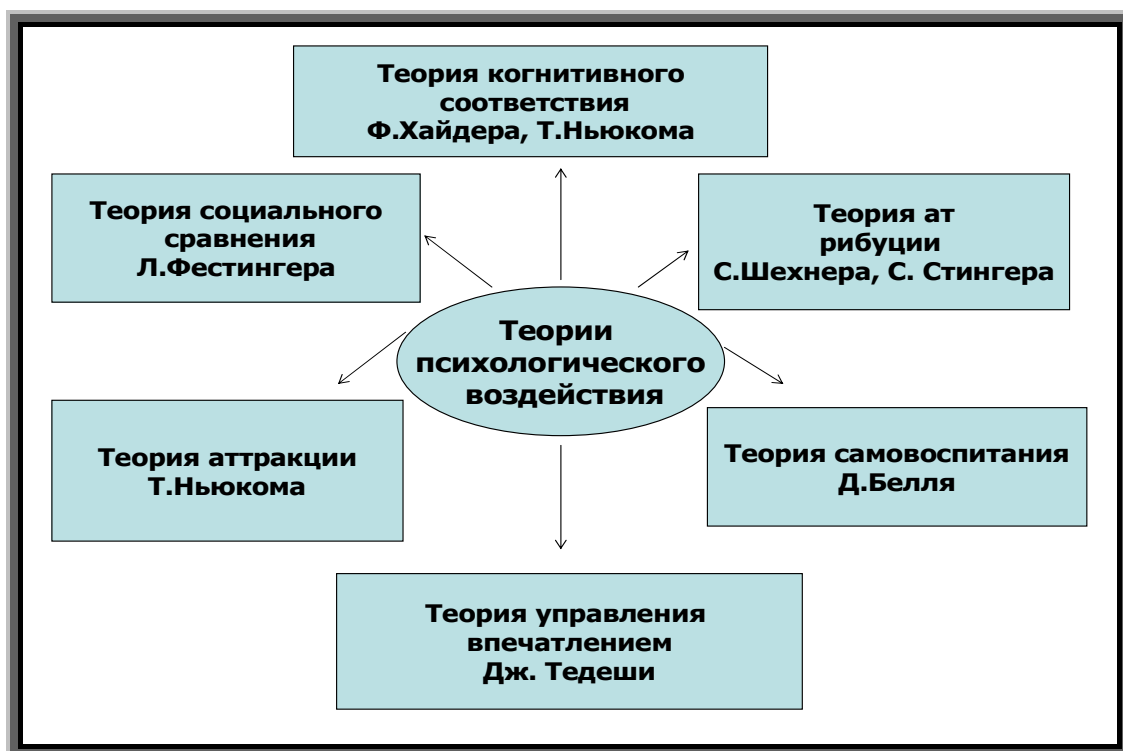 Теория когнитивного
соответствия
Ф.Хайдера, Т.Ньюкома
Теория социального
сравнения
Л.Фестингера
Теория ат
рибуции
С.Шехнера, С. Стингера
Теории
психологического
воздействия
Теория аттракции
Т.Ньюкома
Теория самовоспитания
Д.Белля
Теория управления
впечатлением
Дж. Тедеши